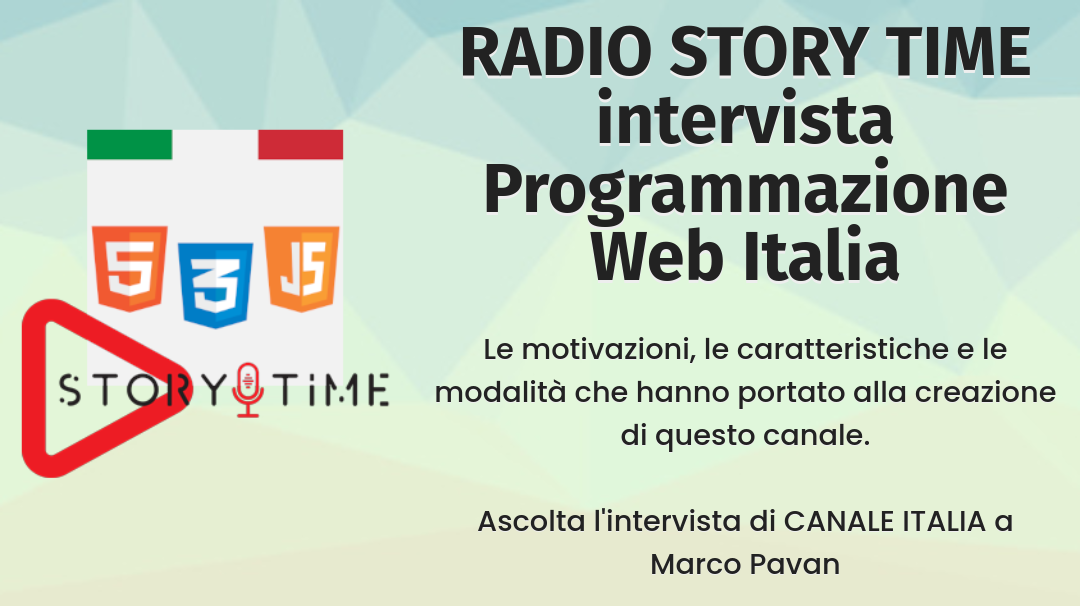 RADIO STORY TIME
intervista
Programmazione
Web Italia
5
3
JS
STORY TiME
Le motivazioni, le caratteristiche e le
modalità che hanno portato alla creazione
di questo canale.
Ascolta l'intervista di CANALE ITALIA a
Marco Pavan